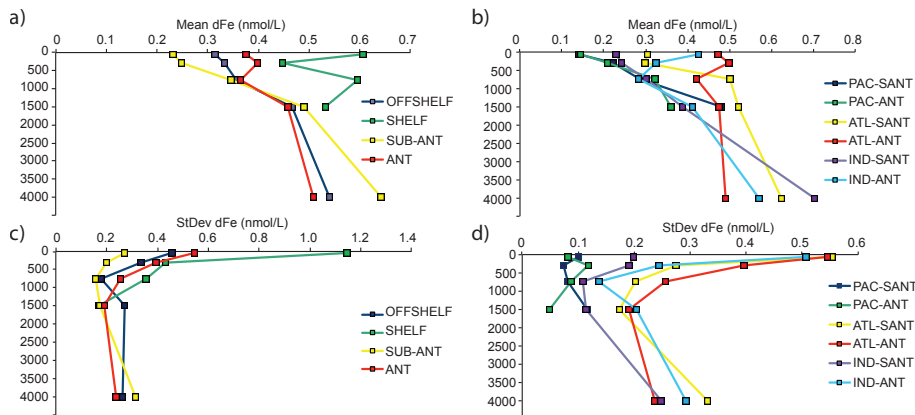 a)
Mean dFe (nmol/L)
0 0.1 0.2 0.3 0.4 0.5 0.6 0.7
0
500
1000
1500
2000
2500
3000
3500
4000
OFFSHELF
SHELF
SUB-ANT
ANT
b)
Mean dFe (nmol/L)
0 0.1 0.2 0.3 0.4 0.5 0.6 0.7 0.8
0
500
1000
1500
2000
2500
3000
3500
4000
PAC-SANT
PAC-ANT
ATL-SANT
ATL-ANT
IND-SANT
IND-ANT
c)
StDev dFe (nmol/L)
0 0.2 0.4 0.6 0.8 1.0 1.2 1.4
0
500
1000
1500
2000
2500
3000
3500
4000
OFFSHELF
SHELF
SUB-ANT
ANT
d)
StDev dFe (nmol/L)
0 0.1 0.2 0.3 0.4 0.5 0.6
0
500
1000
1500
2000
2500
3000
3500
4000
PAC-SANT
PAC-ANT
ATL-SANT
ATL-ANT
IND-SANT
IND-ANT